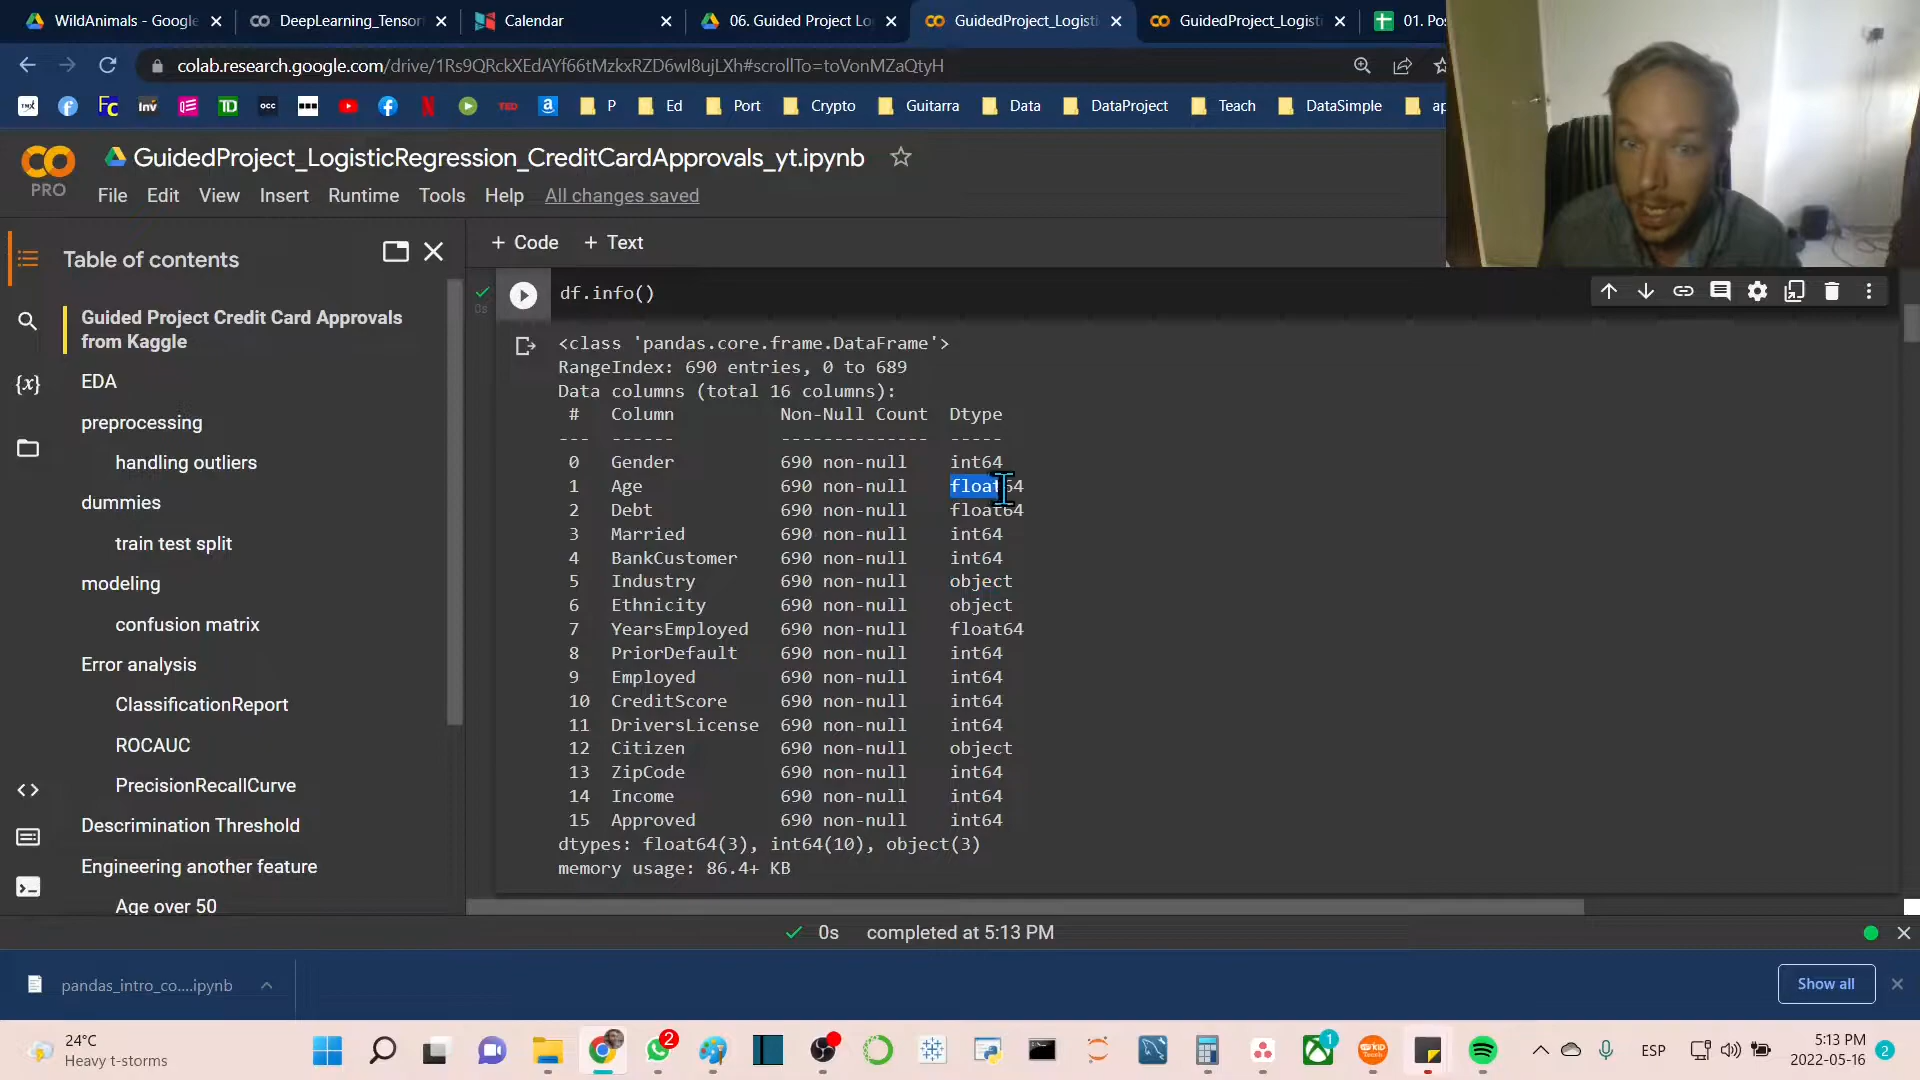 WildAnimals - Google
DeepLearning_Tensorf
Calendar
06. Guided Project Lo
GuidedProject_Logisti
GuidedProject_Logist
01. Pos
colab.research.google.com/drive/1Rs9QRckXEdAYf66tMzkxRZD6wI8ujLXh#scrollTo=toVonMZaQtyH
Inv
TD
occ
TED
P
Ed
Port
Crypto
Guitarra
Data
DataProject
Teach
DataSimple
ap
PRO
GuidedProject_LogisticRegression_CreditCardApprovals_yt.ipynb
File Edit View Insert Runtime Tools Help All changes saved
Table of contents
+ Code + Text
Guided Project Credit Card Approvals
from Kaggle
EDA
preprocessing
handling outliers
dummies
train test split
modeling
confusion matrix
Error analysis
ClassificationReport
ROCAUC
PrecisionRecallCurve
Descrimination Threshold
Engineering another feature
Age over 50
0s
df.info()
<class 'pandas.core.frame.DataFrame'>
RangeIndex: 690 entries, 0 to 689
Data columns (total 16 columns):
# Column Non-Null Count Dtype
--- ------ -------------- -----
0 Gender 690 non-null int64
1 Age 690 non-null float64
2 Debt 690 non-null float64
3 Married 690 non-null int64
4 BankCustomer 690 non-null int64
5 Industry 690 non-null object
6 Ethnicity 690 non-null object
7 YearsEmployed 690 non-null float64
8 PriorDefault 690 non-null int64
9 Employed 690 non-null int64
10 CreditScore 690 non-null int64
11 DriversLicense 690 non-null int64
12 Citizen 690 non-null object
13 ZipCode 690 non-null int64
14 Income 690 non-null int64
15 Approved 690 non-null int64
dtypes: float64(3), int64(10), object(3)
memory usage: 86.4+ KB
0s completed at 5:13 PM
pandas_intro_co....ipynb
Show all
24°C
Heavy t-storms
2
1
ESP
5:13 PM
2022-05-16
2